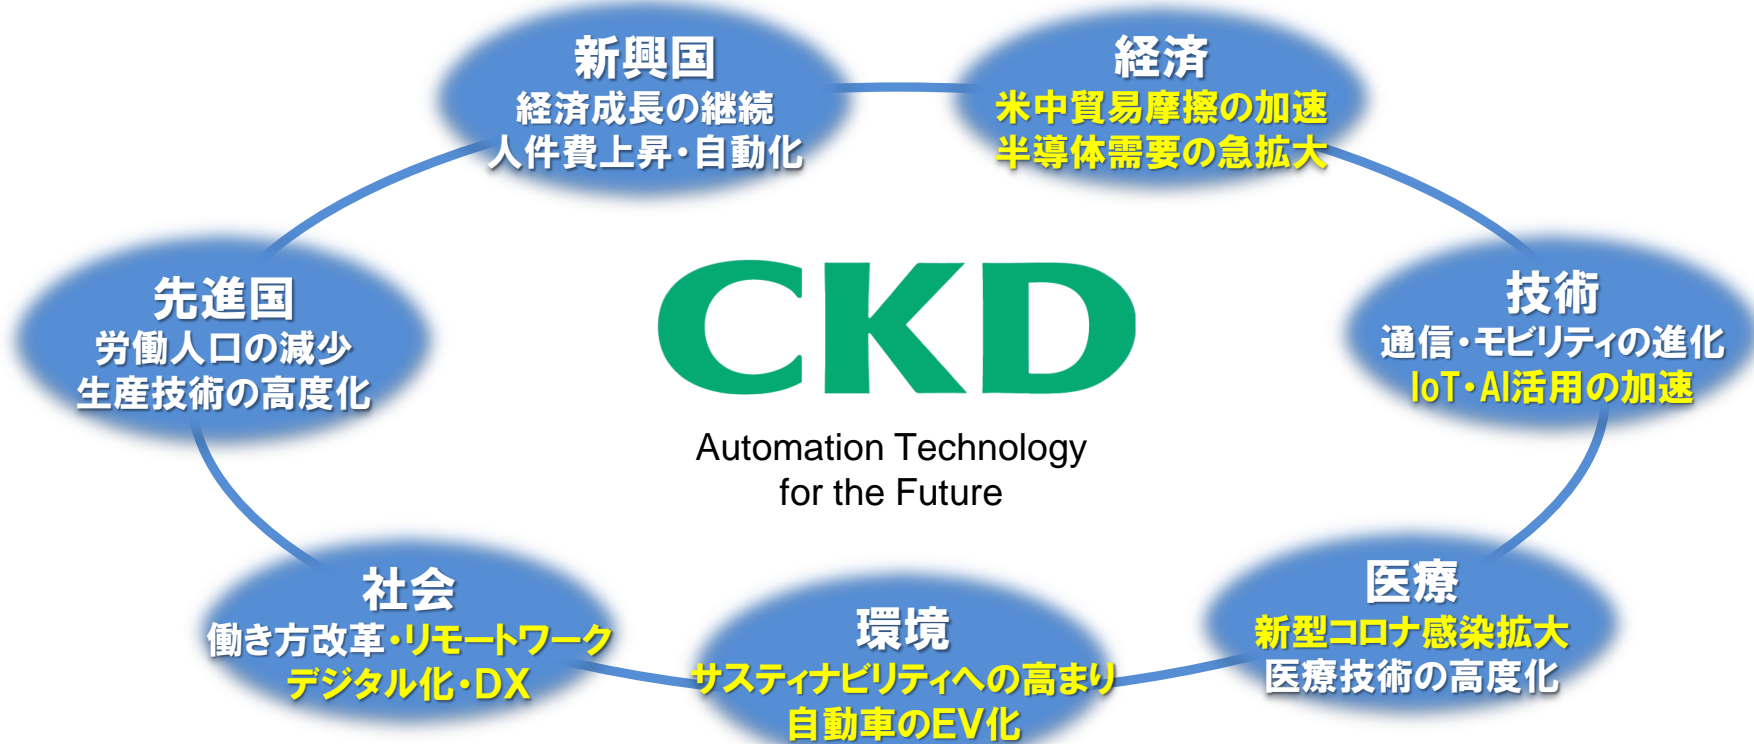 新興国
経済成長の継続
人件費上昇・自動化
経済
米中貿易摩擦の加速
半導体需要の急拡大
先進国
労働人口の減少
生産技術の高度化
CKD
Automation Technology
for the Future
技術
通信・モビリティの進化
IoT・AI活用の加速
社会
働き方改革・リモートワーク
デジタル化・DX
環境
サスティナビリティへの高まり
自動車のEV化
医療
新型コロナ感染拡大
医療技術の高度化